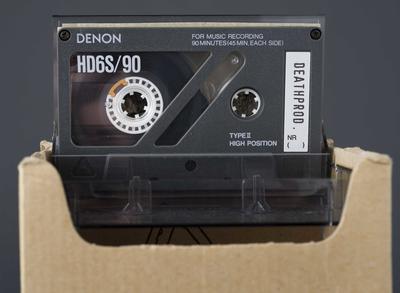 DENON
FOR MUSIC RECORDING
90 MINUTES (45 MIN. EACH SIDE)
HD6S/90
DEATHPROD.
NR
( )
TYPE II
HIGH POSITION